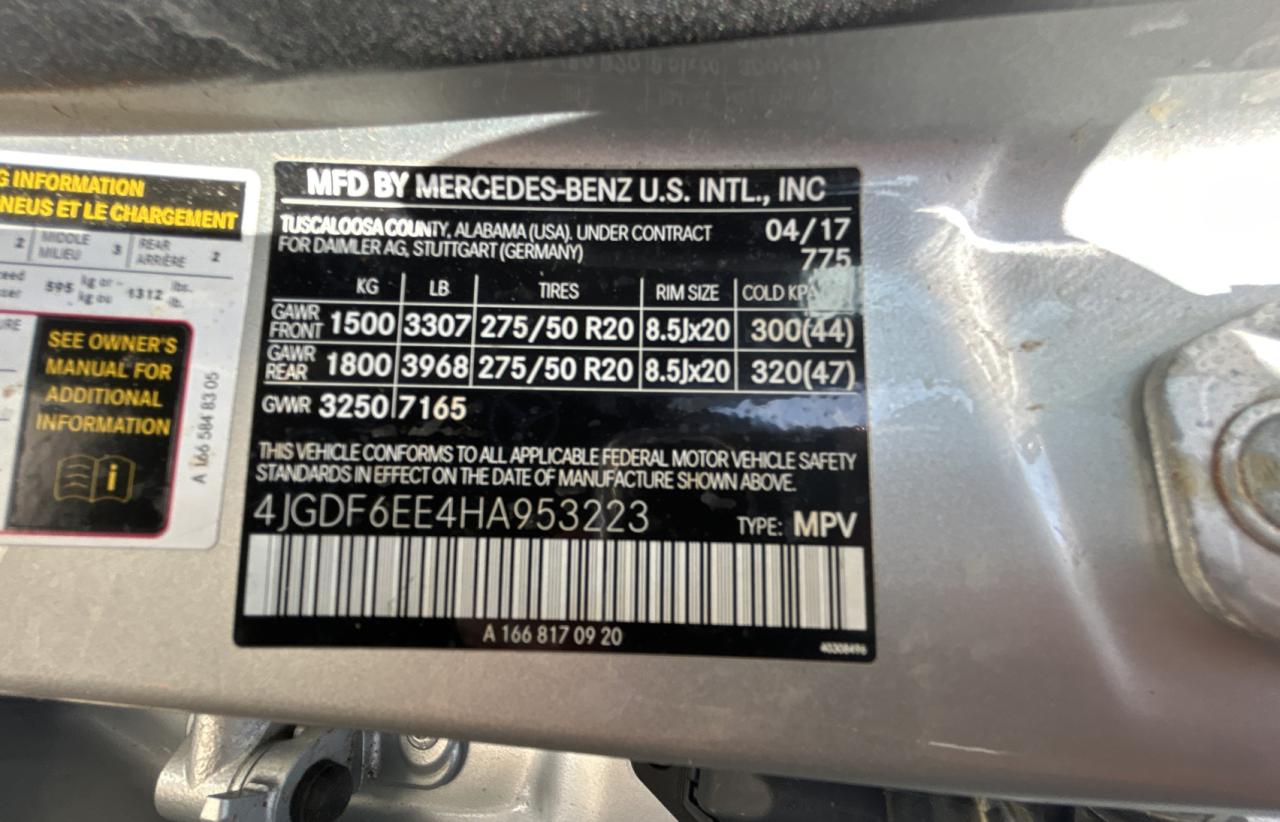 G INFORMATION
NEUS ET LE CHARGEMENT
2 MIDDLE MILIEU 3 REAR ARRIÈRE 2
595 kg or - kg ou 1312 lbs. lb.
SEE OWNER'S
MANUAL FOR
ADDITIONAL
INFORMATION
A 166 584 83 05
MFD BY MERCEDES-BENZ U.S. INTL., INC
TUSCALOOSA COUNTY, ALABAMA (USA). UNDER CONTRACT 04/17
FOR DAIMLER AG, STUTTGART (GERMANY) 775
KG LB TIRES RIM SIZE COLD KPA
GAWR FRONT 1500 3307 275/50 R20 8.5Jx20 300(44)
GAWR REAR 1800 3968 275/50 R20 8.5Jx20 320(47)
GVWR 3250 7165
THIS VEHICLE CONFORMS TO ALL APPLICABLE FEDERAL MOTOR VEHICLE SAFETY
STANDARDS IN EFFECT ON THE DATE OF MANUFACTURE SHOWN ABOVE.
4JGDF6EE4HA953223 TYPE: MPV
A 166 817 09 20